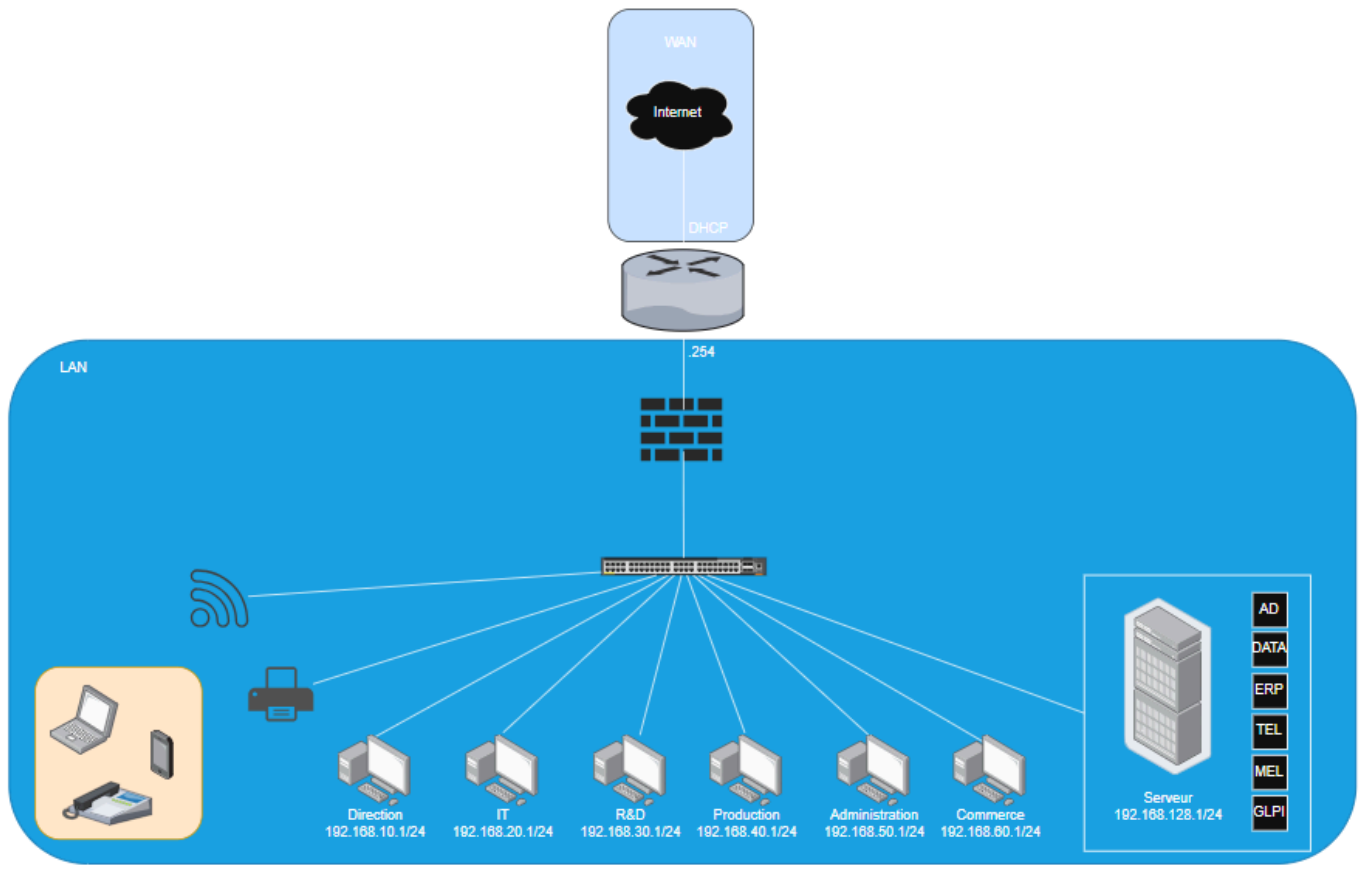 WAN
Internet
DHCP
.254
LAN
AD
DATA
ERP
TEL
MEL
GLPI
Direction
192.168.10.1/24
IT
192.168.20.1/24
R&D
192.168.30.1/24
Production
192.168.40.1/24
Administration
192.168.50.1/24
Commerce
192.168.60.1/24
Serveur
192.168.128.1/24